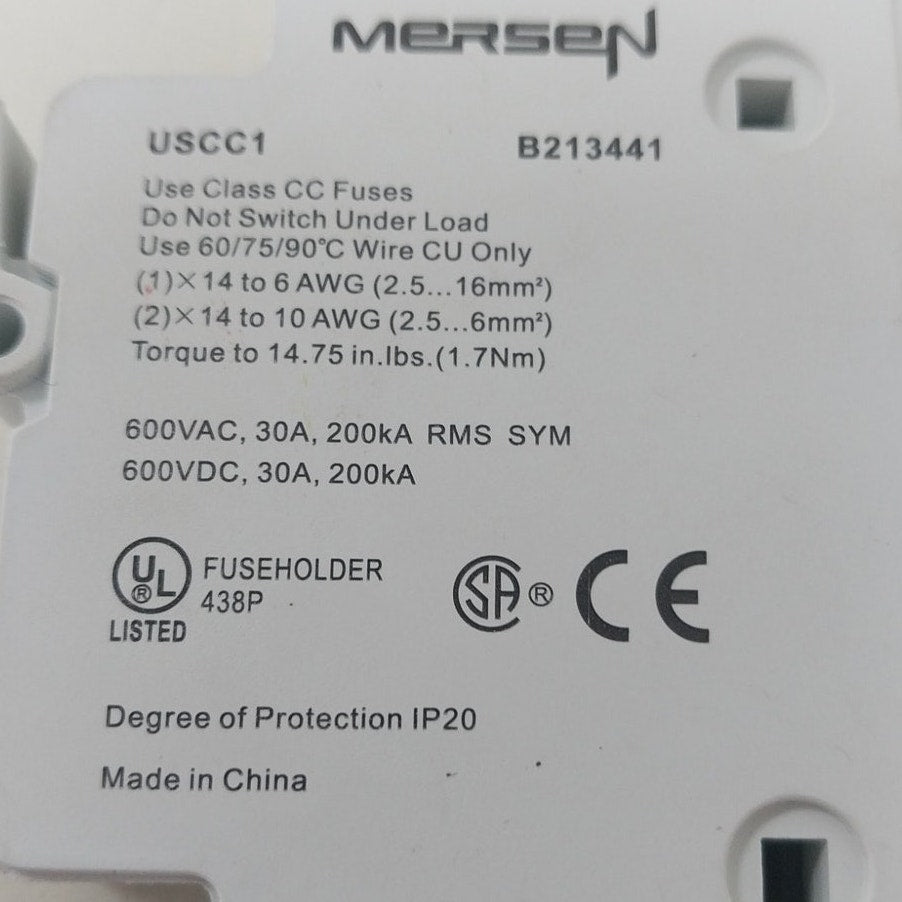 MERSEN
USCC1 B213441
Use Class CC Fuses
Do Not Switch Under Load
Use 60/75/90℃ Wire CU Only
(1)×14 to 6 AWG (2.5...16mm²)
(2)×14 to 10 AWG (2.5...6mm²)
Torque to 14.75 in.lbs.(1.7Nm)
600VAC, 30A, 200kA RMS SYM
600VDC, 30A, 200kA
UL ® FUSEHOLDER
438P
LISTED
SA ® CE
Degree of Protection IP20
Made in China